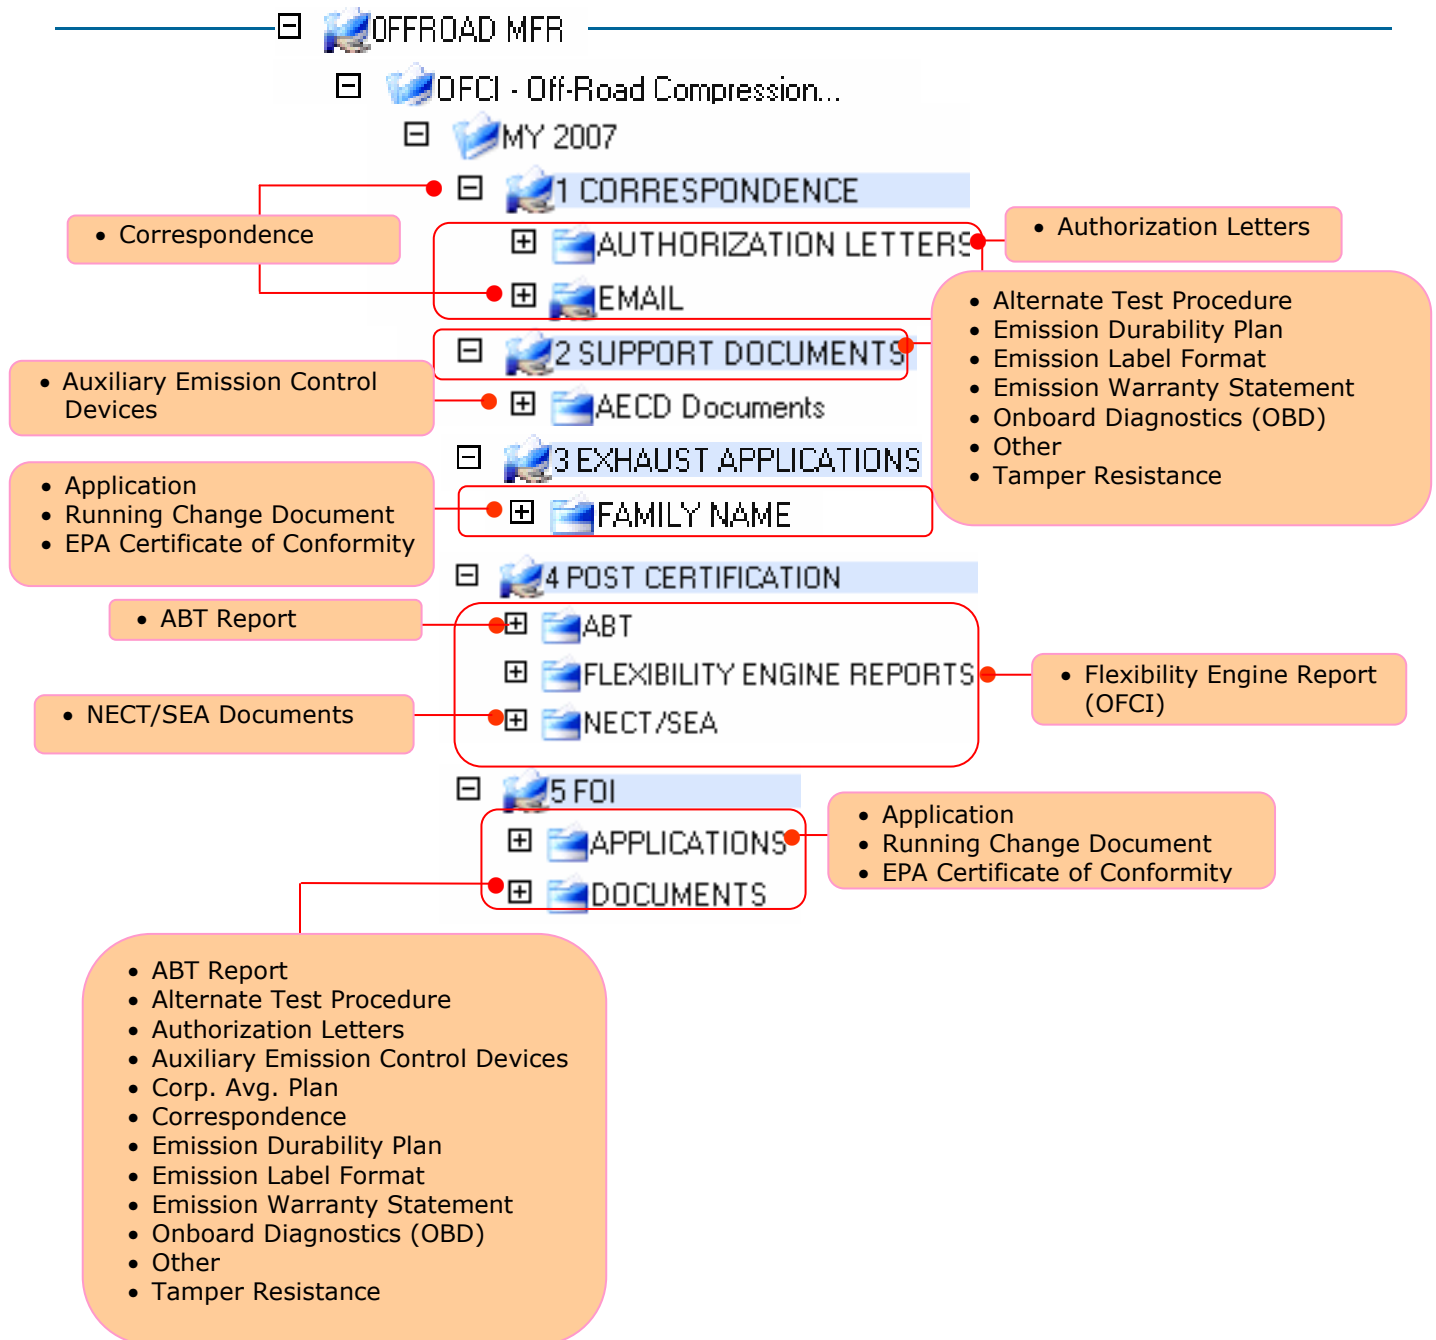 OFFROAD MFR
OFCI - Off-Road Compression...
MY 2007
1 CORRESPONDENCE
• Correspondence
AUTHORIZATION LETTERS
• Authorization Letters
EMAIL
• Alternate Test Procedure
• Emission Durability Plan
• Emission Label Format
• Emission Warranty Statement
• Onboard Diagnostics (OBD)
• Other
• Tamper Resistance
2 SUPPORT DOCUMENTS
• Auxiliary Emission Control
Devices
AECD Documents
3 EXHAUST APPLICATIONS
• Application
• Running Change Document
• EPA Certificate of Conformity
FAMILY NAME
4 POST CERTIFICATION
• ABT Report
ABT
FLEXIBILITY ENGINE REPORTS
• Flexibility Engine Report
(OFCI)
• NECT/SEA Documents
NECT/SEA
5 FOI
APPLICATIONS
• Application
• Running Change Document
• EPA Certificate of Conformity
DOCUMENTS
• ABT Report
• Alternate Test Procedure
• Authorization Letters
• Auxiliary Emission Control Devices
• Corp. Avg. Plan
• Correspondence
• Emission Durability Plan
• Emission Label Format
• Emission Warranty Statement
• Onboard Diagnostics (OBD)
• Other
• Tamper Resistance